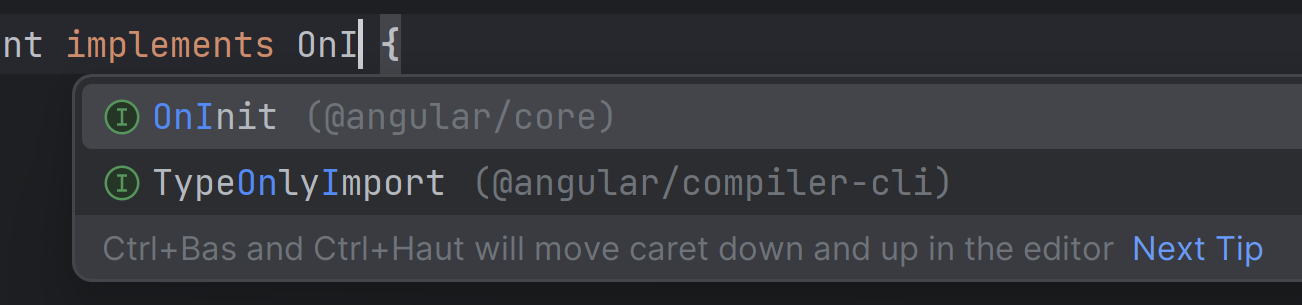 nt implements OnI {
I OnInit (@angular/core)
I TypeOnlyImport (@angular/compiler-cli)
Ctrl+Bas and Ctrl+Haut will move caret down and up in the editor Next Tip